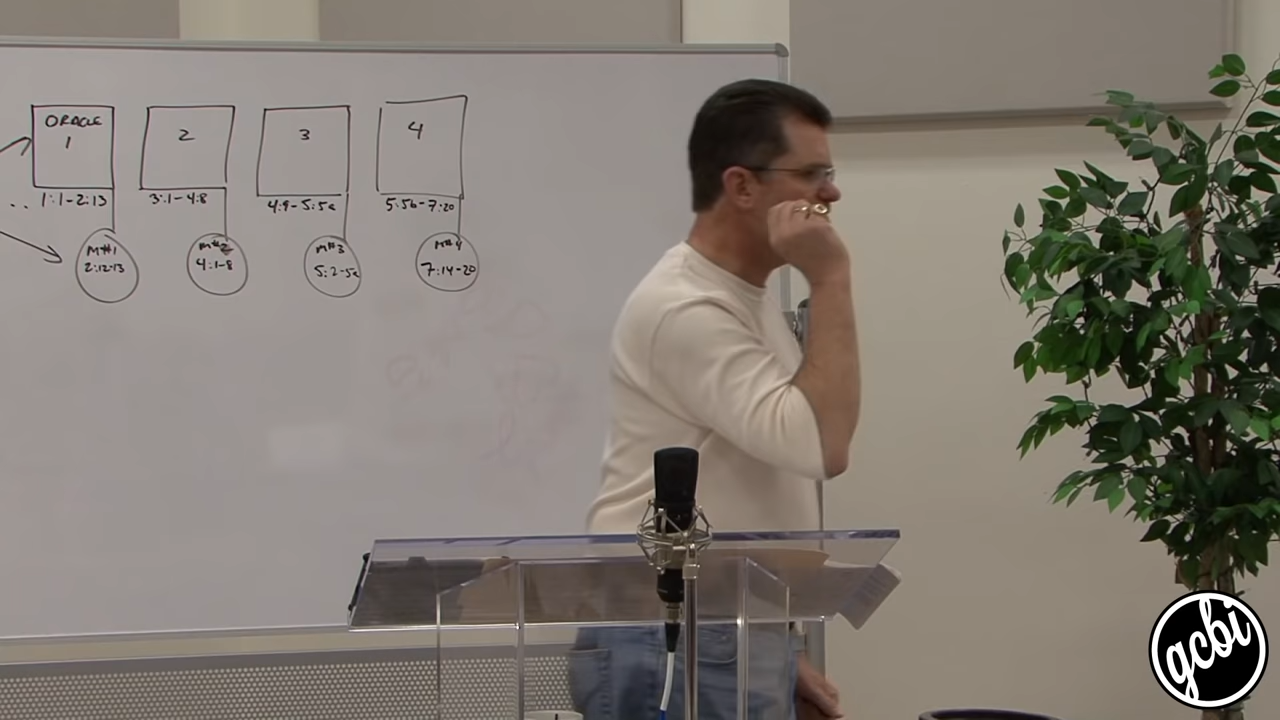 ORACLE
1
2
3
4
1:1-2:13
3:1-4:8
4:9-5:5a
5:5b-7:20
M#1
2:12-13
M#2
4:1-8
M#3
5:2-5a
M#4
7:14-20
gcbi